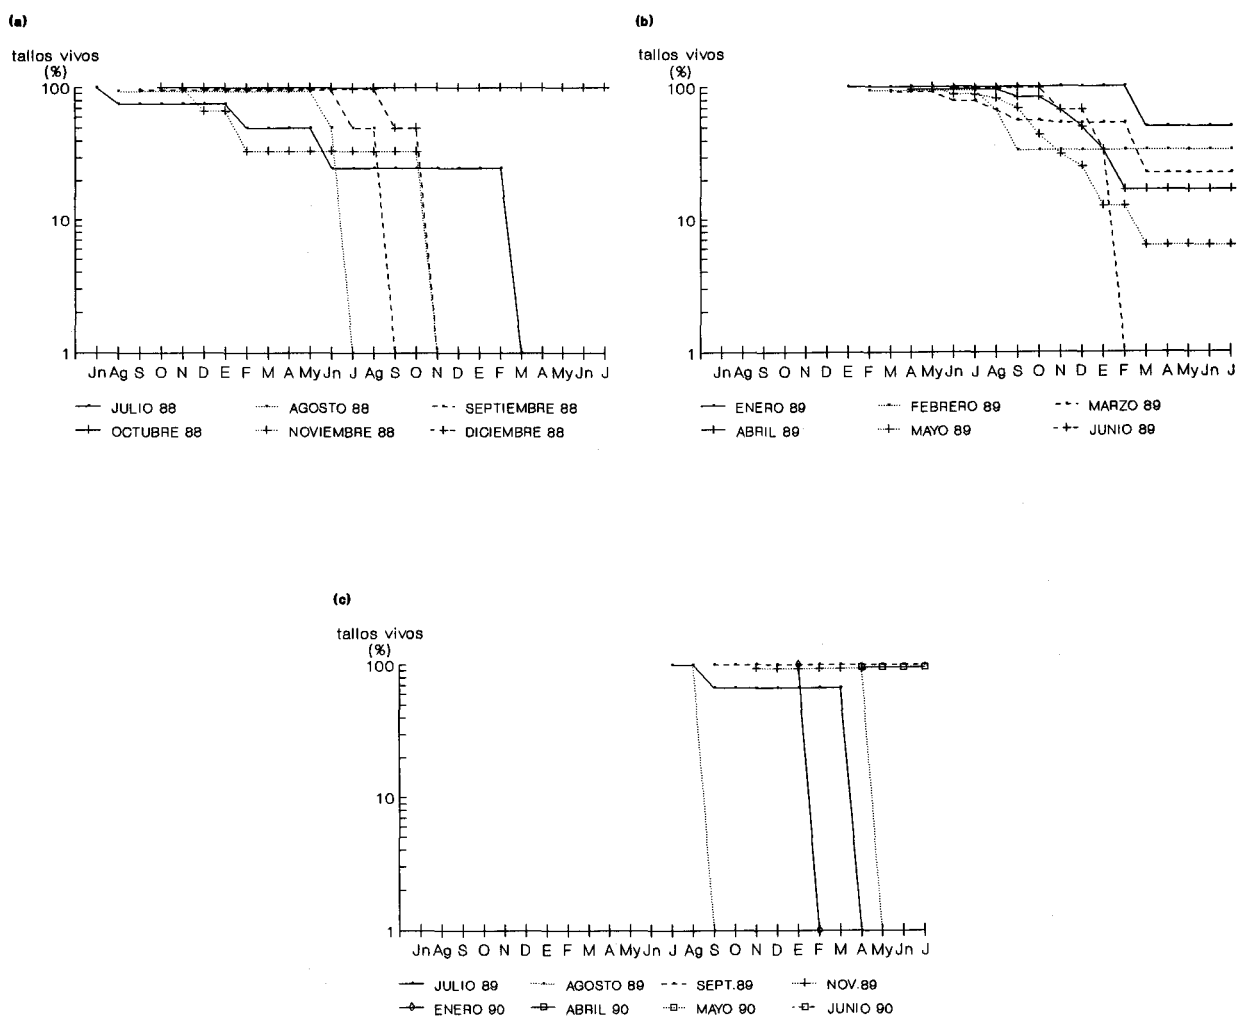 (a)
tallos vivos
(%)
100
10
1
Jn Ag S O N D E F M A My Jn J Ag S O N D E F M A My Jn J
JULIO 88 AGOSTO 88 SEPTIEMBRE 88
OCTUBRE 88 NOVIEMBRE 88 DICIEMBRE 88
(b)
tallos vivos
(%)
100
10
1
Jn Ag S O N D E F M A My Jn J Ag S O N D E F M A My Jn J
ENERO 89 FEBRERO 89 MARZO 89
ABRIL 89 MAYO 89 JUNIO 89
(c)
tallos vivos
(%)
100
10
1
Jn Ag S O N D E F M A My Jn J Ag S O N D E F M A My Jn J
JULIO 89 AGOSTO 89 SEPT.89 NOV.89
ENERO 90 ABRIL 90 MAYO 90 JUNIO 90